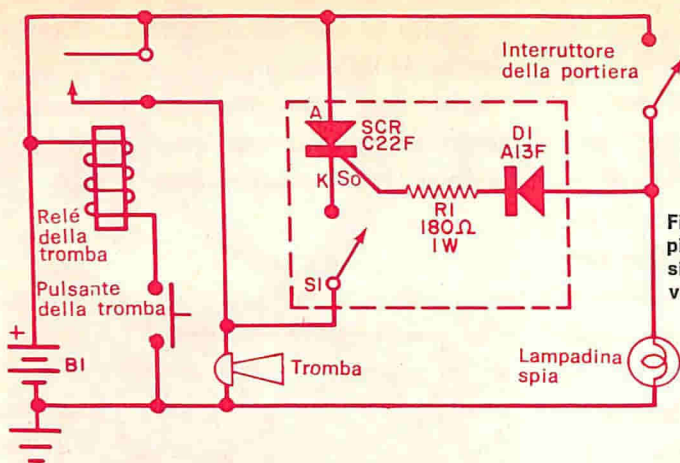 Interruttore
della portiera
A
SCR
C22F
D1
A13F
K
So
R1
180Ω
1W
S1
Relé
della
tromba
Pulsante
della tromba
+
B1
Tromba
Lampadina
spia